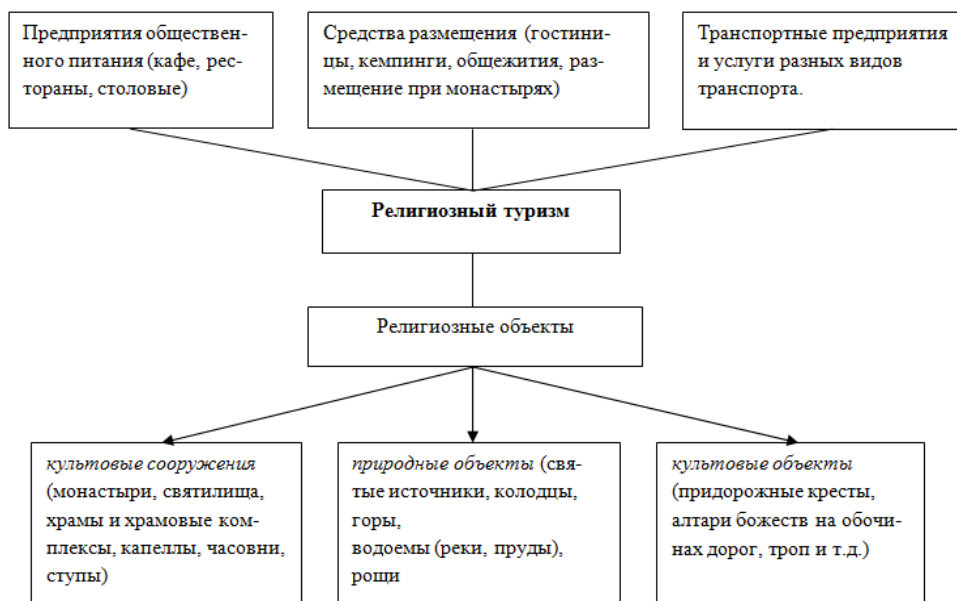 Предприятия обществен-
ного питания (кафе, рес-
тораны, столовые)
Средства размещения (гостини-
цы, кемпинги, общежития, раз-
мещение при монастырях)
Транспортные предприятия
и услуги разных видов
транспорта.
Религиозный туризм
Религиозные объекты
культовые сооружения
(монастыри, святилища,
храмы и храмовые ком-
плексы, капеллы, часовни,
ступы)
природные объекты (свя-
тые источники, колодцы,
горы,
водоемы (реки, пруды),
рощи
культовые объекты
(придорожные кресты,
алтари божеств на обочи-
нах дорог, троп и т.д.)